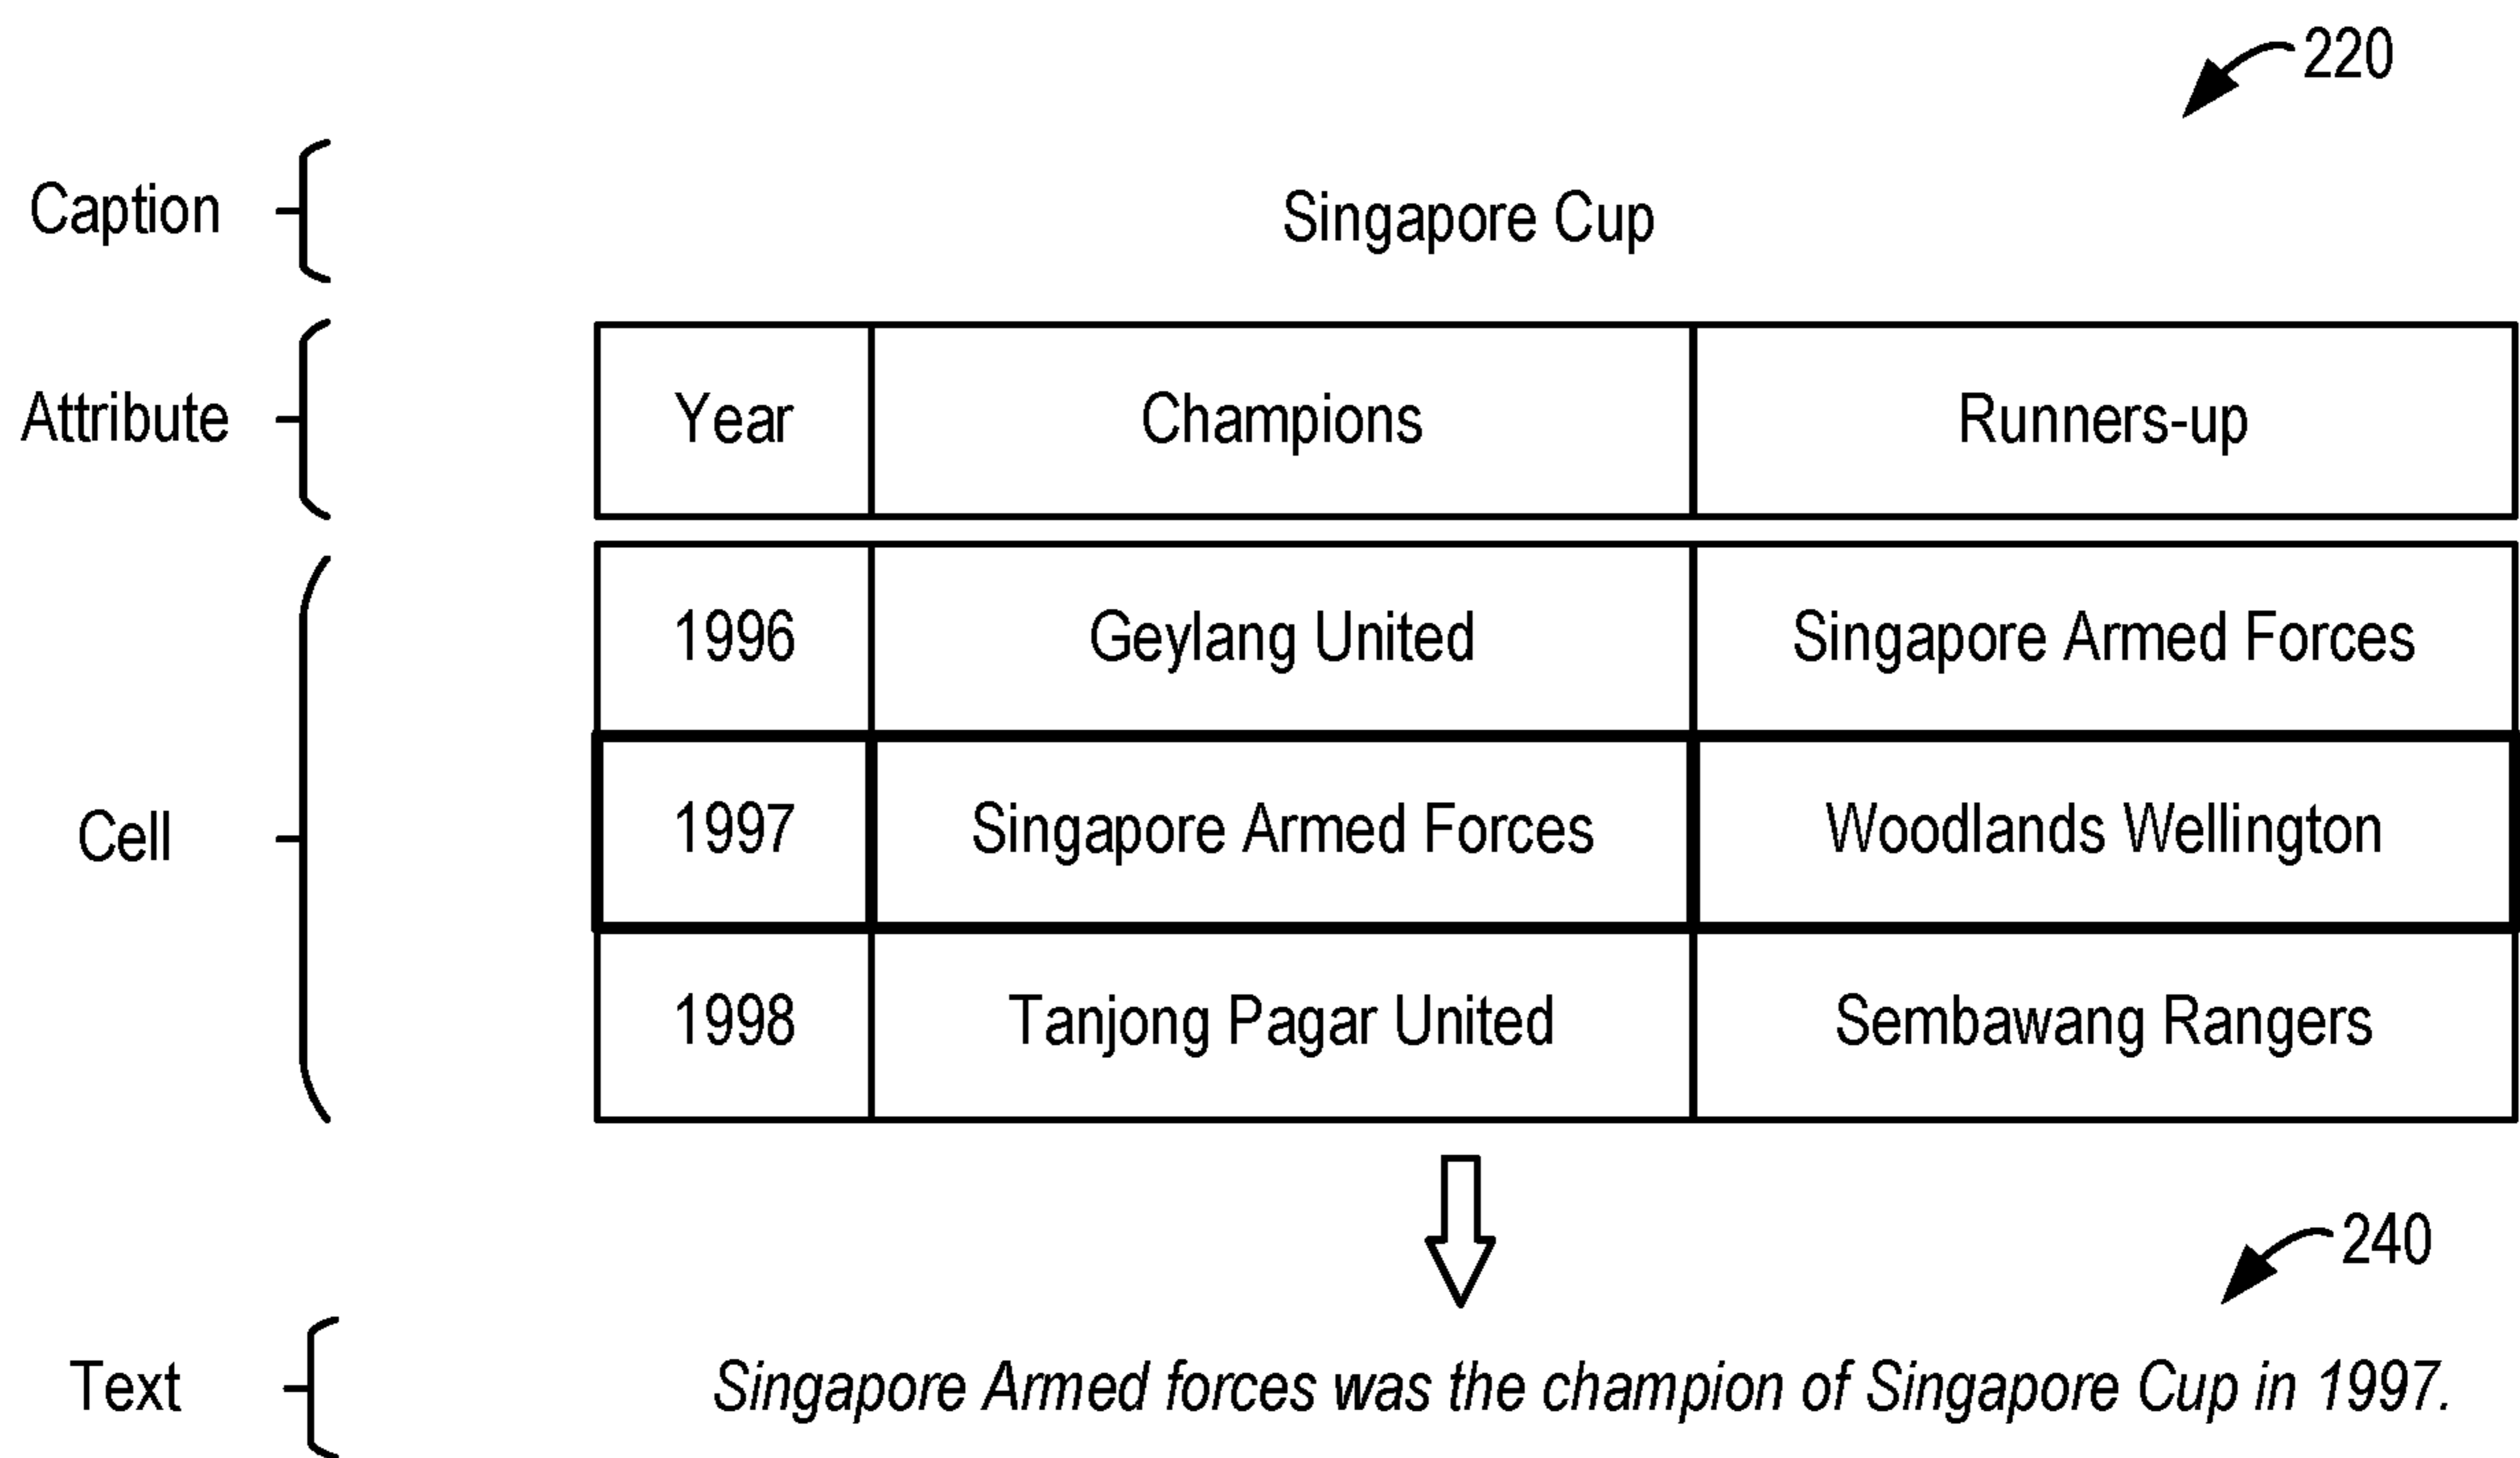 220
Caption Singapore Cup
Attribute Year Champions Runners-up
1996 Geylang United Singapore Armed Forces
Cell 1997 Singapore Armed Forces Woodlands Wellington
1998 Tanjong Pagar United Sembawang Rangers
240
Text Singapore Armed forces was the champion of Singapore Cup in 1997.